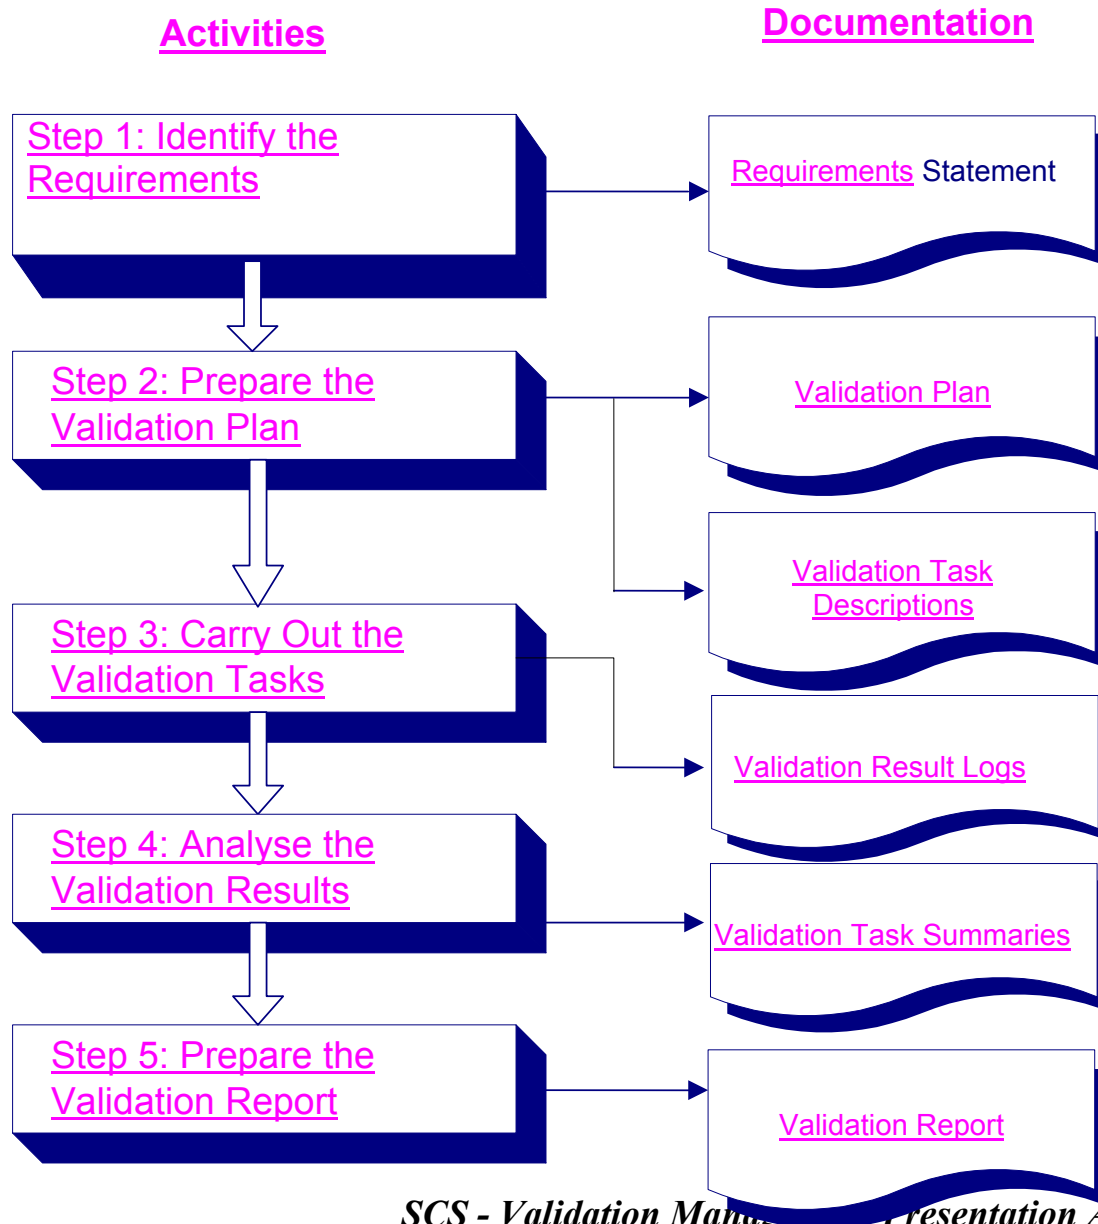 Activities
Documentation
Step 1: Identify the
Requirements
Requirements Statement
Step 2: Prepare the
Validation Plan
Validation Plan
Validation Task
Descriptions
Step 3: Carry Out the
Validation Tasks
Validation Result Logs
Step 4: Analyse the
Validation Results
Validation Task Summaries
Step 5: Prepare the
Validation Report
Validation Report
SCS - Validation Presentation A